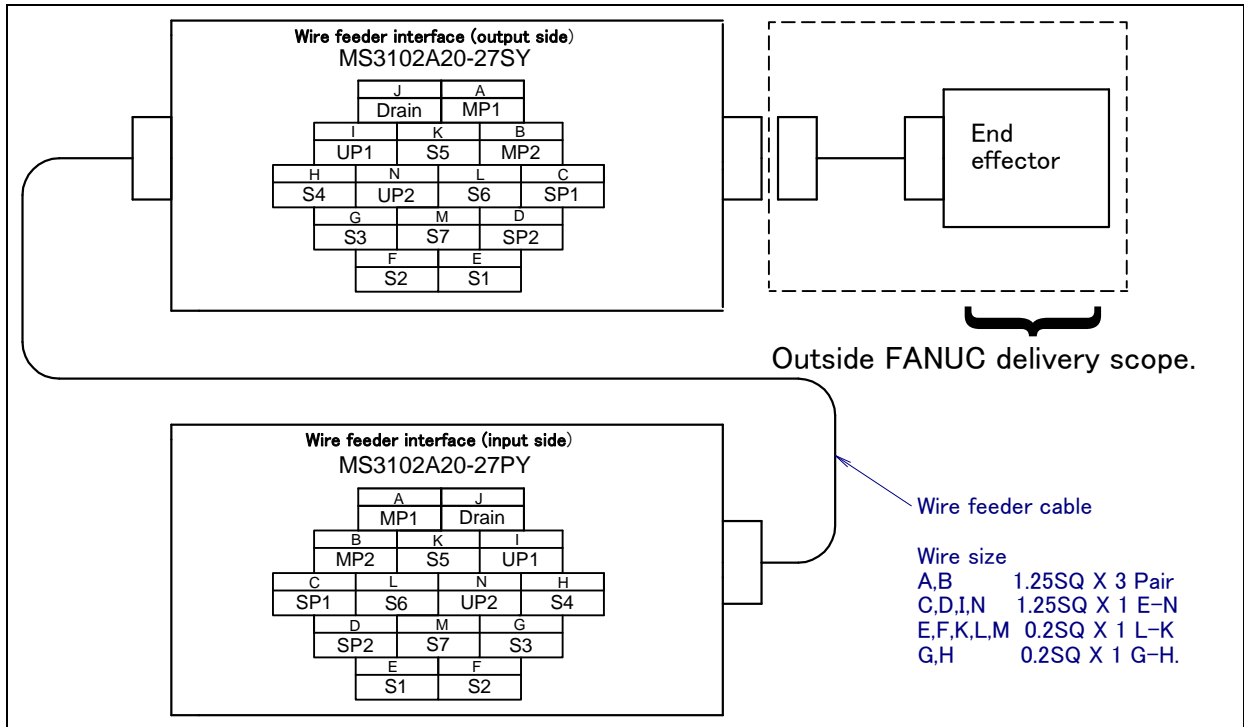 Wire feeder interface (output side)
MS3102A20-27SY
J A
Drain MP1
I K B
UP1 S5 MP2
H N L C
S4 UP2 S6 SP1
G M D
S3 S7 SP2
F E
S2 S1
End
effector
Outside FANUC delivery scope.
Wire feeder interface (input side)
MS3102A20-27PY
A J
MP1 Drain
B K I
MP2 S5 UP1
C L N H
SP1 S6 UP2 S4
D M G
SP2 S7 S3
E F
S1 S2
Wire feeder cable
Wire size
A,B 1.25SQ X 3 Pair
C,D,I,N 1.25SQ X 1 E-N
E,F,K,L,M 0.2SQ X 1 L-K
G,H 0.2SQ X 1 G-H.